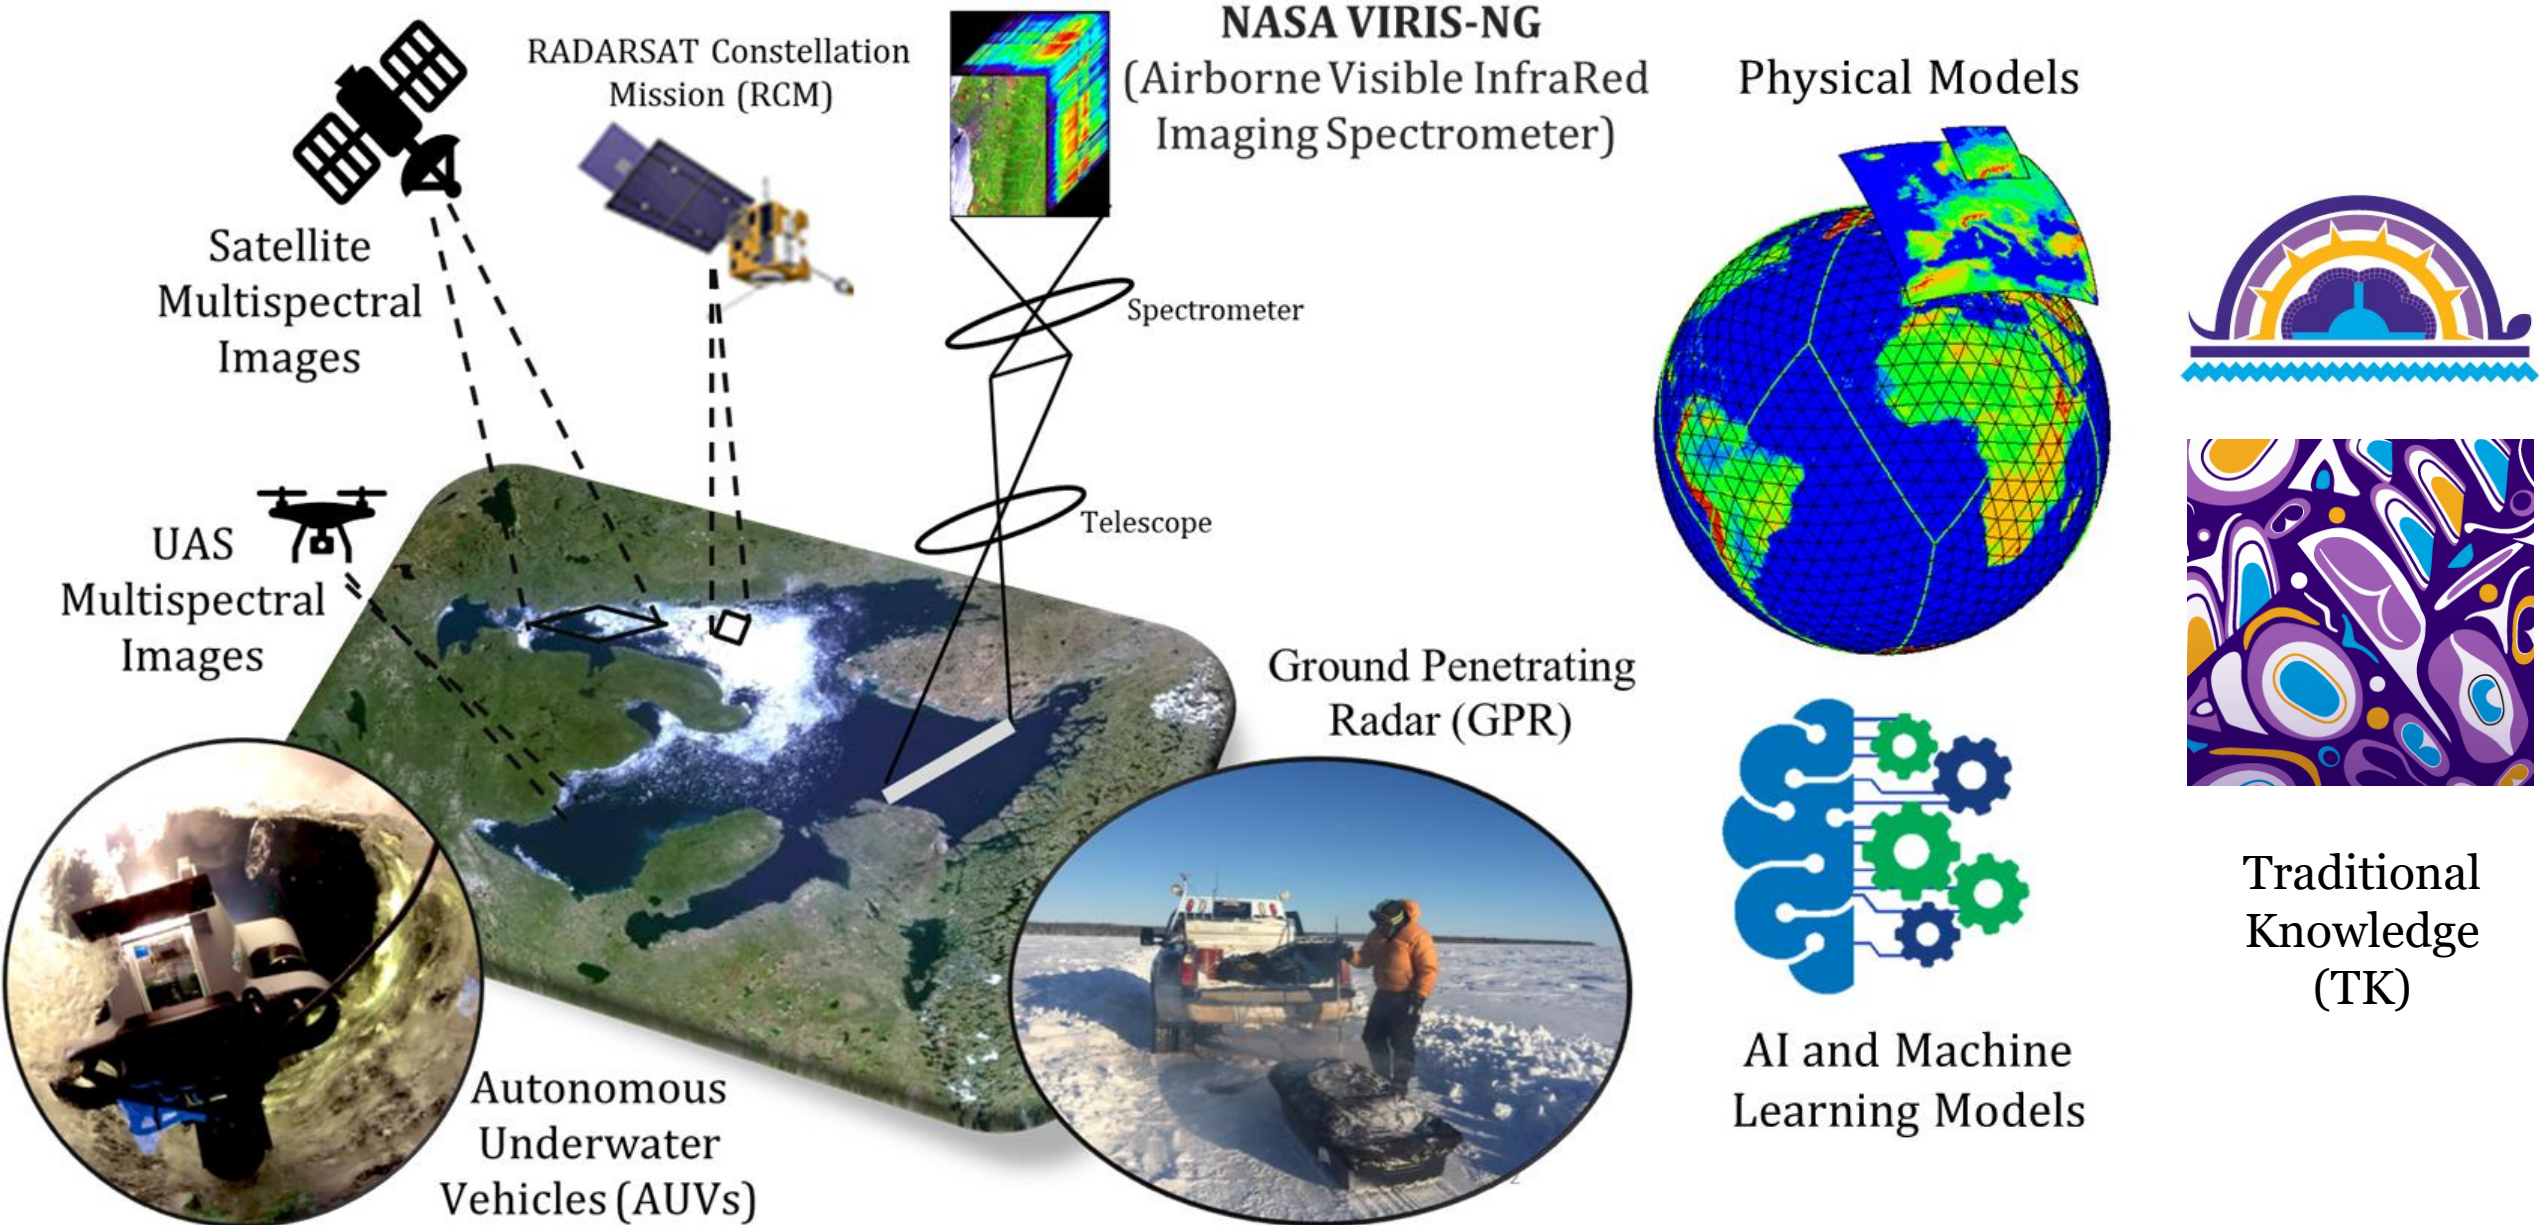 RADARSAT Constellation
Mission (RCM)
NASA VIRIS-NG
(Airborne Visible InfraRed
Imaging Spectrometer)
Physical Models
Satellite
Multispectral
Images
Spectrometer
Telescope
UAS
Multispectral
Images
Ground Penetrating
Radar (GPR)
Autonomous
Underwater
Vehicles (AUVs)
AI and Machine
Learning Models
Traditional
Knowledge
(TK)
2